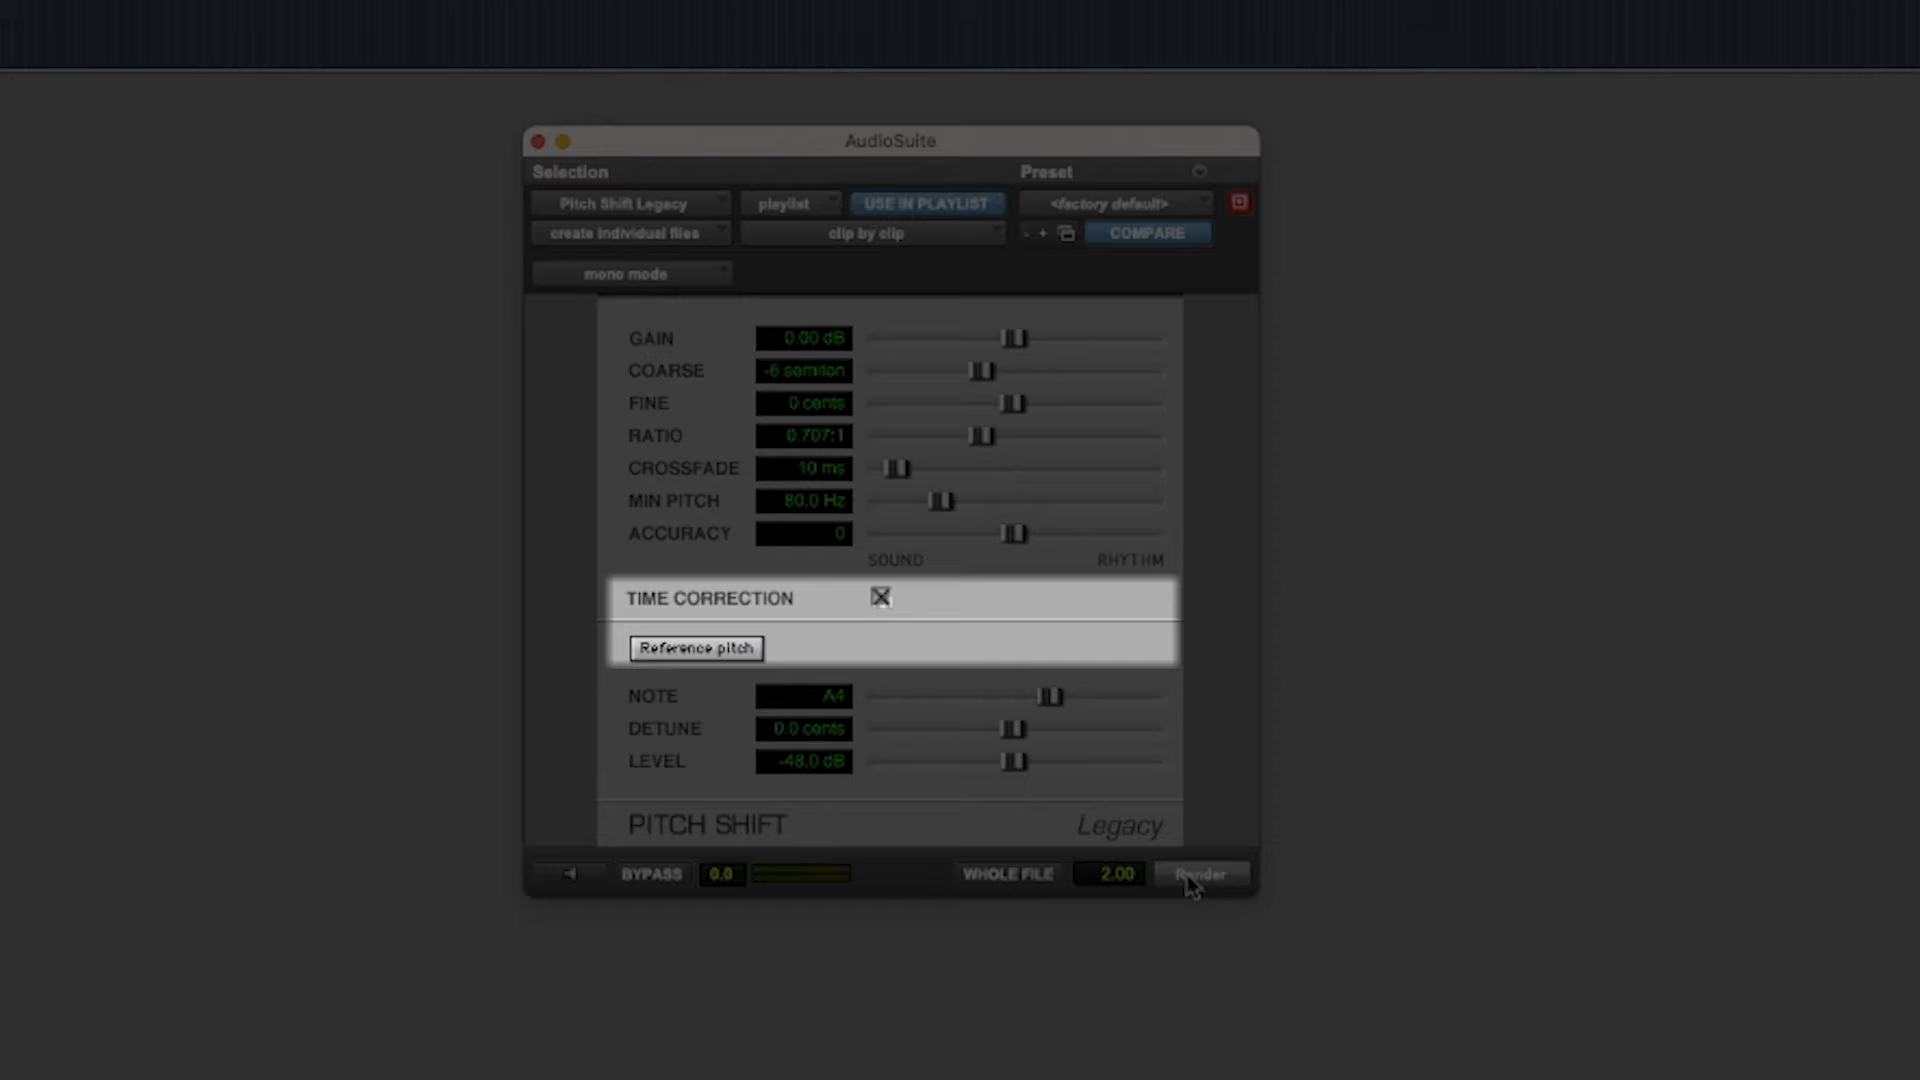 AudioSuite
Selection
Preset
Pitch Shift Legacy
playlist
USE IN PLAYLIST
<factory default>
create individual files
clip by clip
- +
COMPARE
mono mode
GAIN 0.00 dB
COARSE -6 semiton
FINE 0 cents
RATIO 0.707:1
CROSSFADE 10 ms
MIN PITCH 80.0 Hz
ACCURACY 0
SOUND RHYTHM
TIME CORRECTION
Reference pitch
NOTE A4
DETUNE 0.0 cents
LEVEL -48.0 dB
PITCH SHIFT Legacy
BYPASS 0.0 WHOLE FILE 2.00 Render